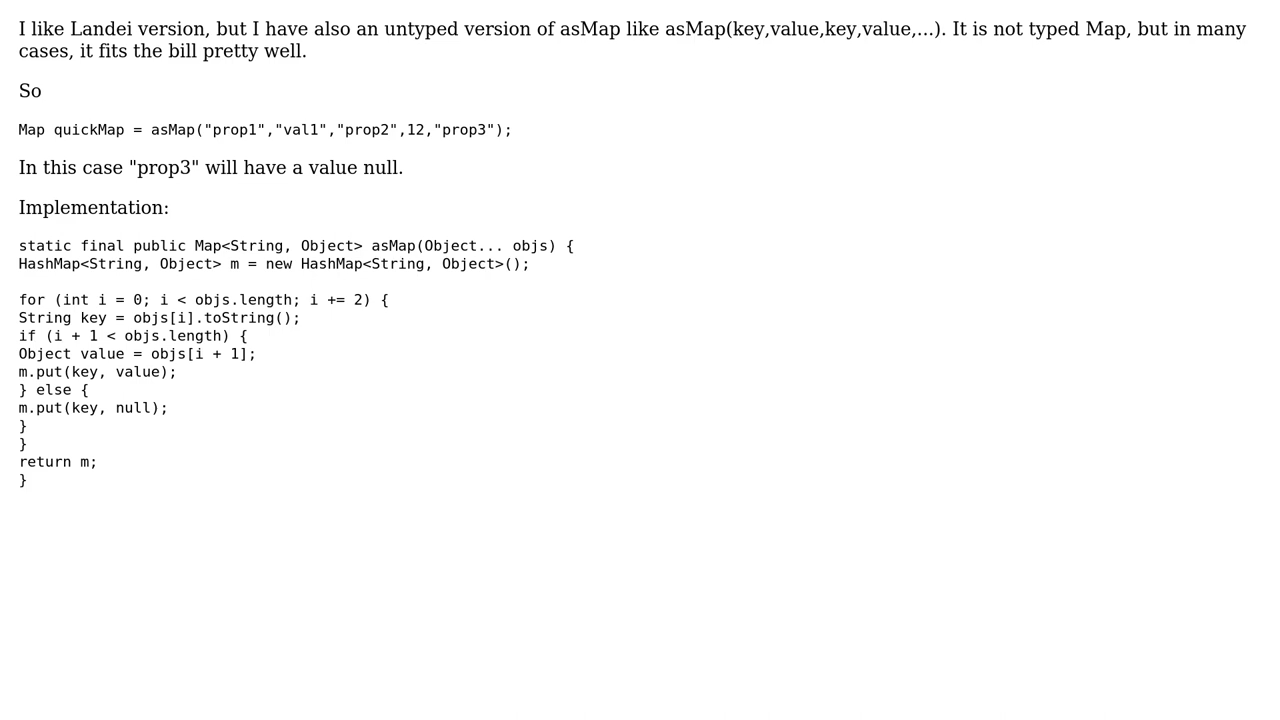 I like Landei version, but I have also an untyped version of asMap like asMap(key,value,key,value,...). It is not typed Map, but in many
cases, it fits the bill pretty well.
So
Map quickMap = asMap("prop1","val1","prop2",12,"prop3");
In this case "prop3" will have a value null.
Implementation:
static final public Map<String, Object> asMap(Object... objs) {
HashMap<String, Object> m = new HashMap<String, Object>();
for (int i = 0; i < objs.length; i += 2) {
String key = objs[i].toString();
if (i + 1 < objs.length) {
Object value = objs[i + 1];
m.put(key, value);
} else {
m.put(key, null);
}
}
return m;
}